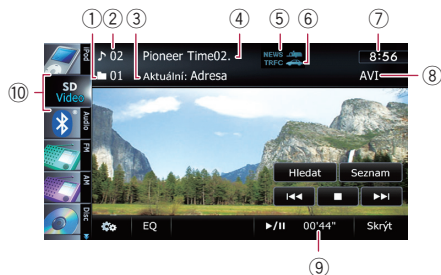 ① ② ③ ④ ⑤ ⑥ ⑦
♪ 02 Pioneer Time02. NEWS TRFC 8:56
01 Aktuální: Adresa AVI ⑧
iPod
⑩ SD Video
Audio
FM
AM
Disc
Hledat Seznam
EQ ►/II 00'44" Skrýt
⑨